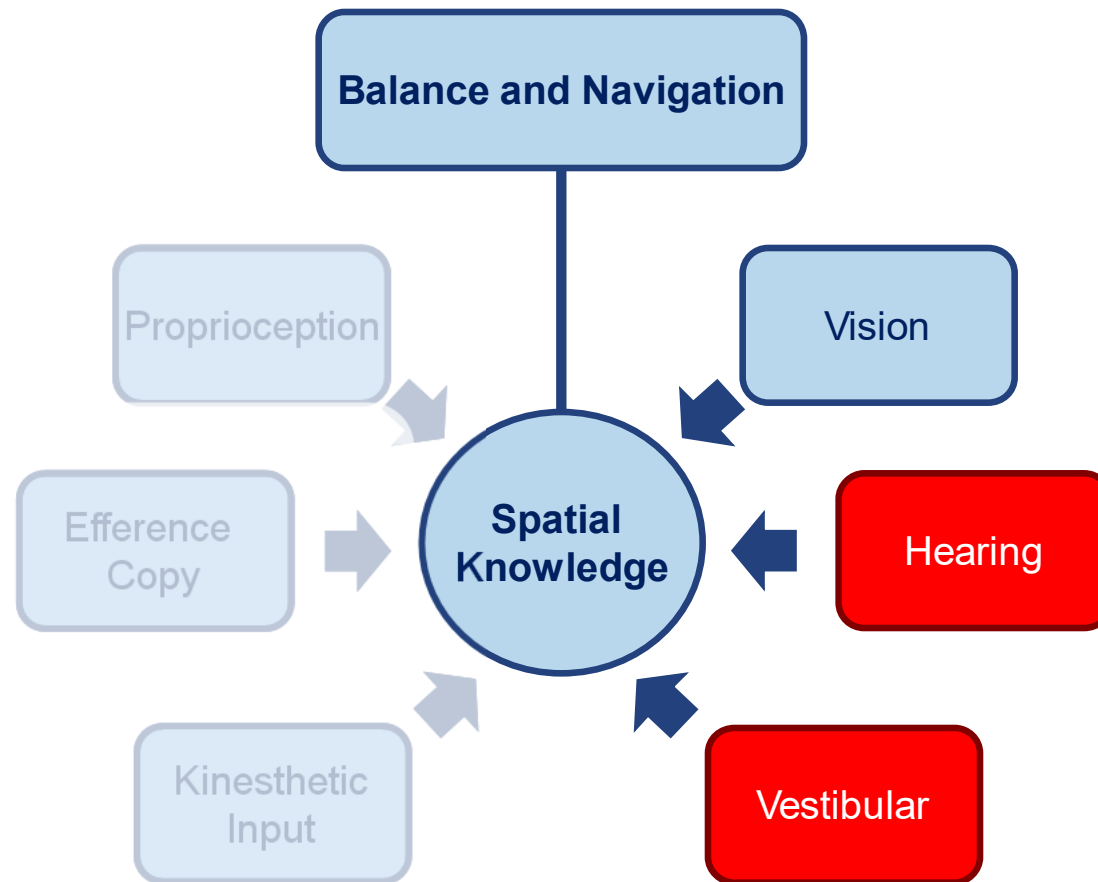 Balance and Navigation
Proprioception
Vision
Efference
Copy
Spatial
Knowledge
Hearing
Kinesthetic
Input
Vestibular